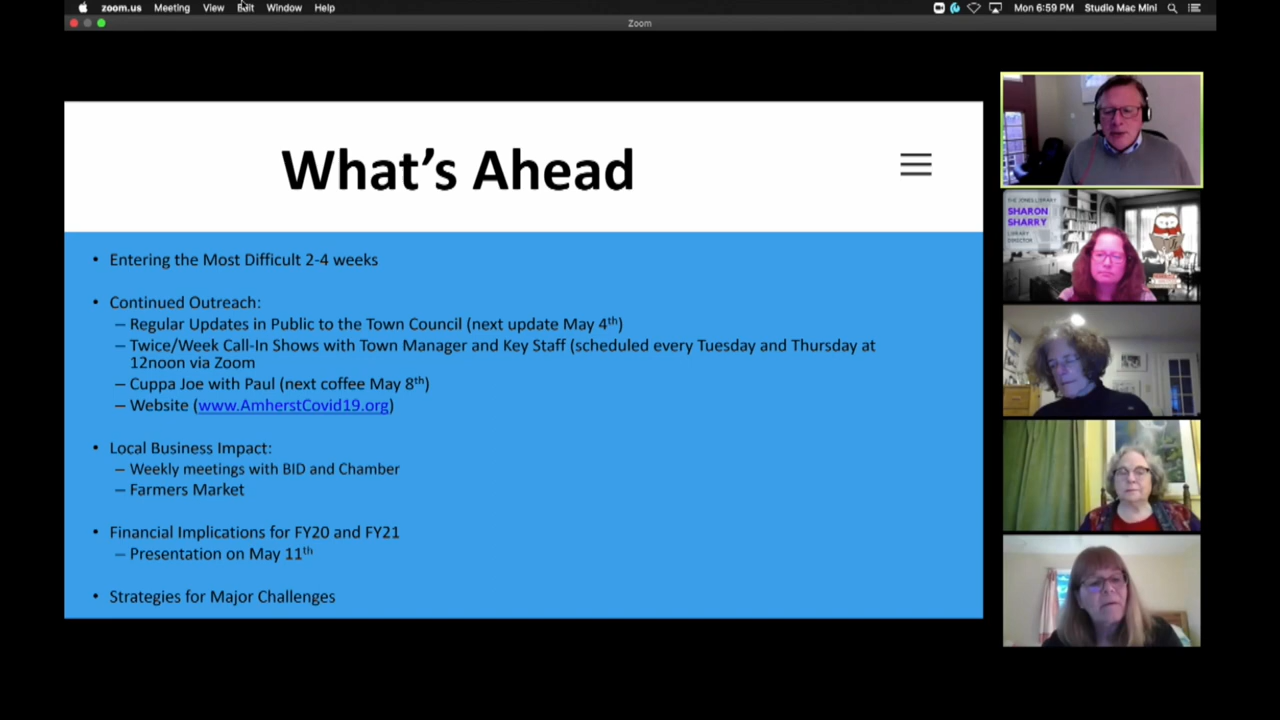 zoom.us Meeting View Edit Window Help Mon 6:59 PM Studio Mac Mini
Zoom
What's Ahead
• Entering the Most Difficult 2-4 weeks
• Continued Outreach:
– Regular Updates in Public to the Town Council (next update May 4th)
– Twice/Week Call-In Shows with Town Manager and Key Staff (scheduled every Tuesday and Thursday at
12noon via Zoom
– Cuppa Joe with Paul (next coffee May 8th)
– Website (www.AmherstCovid19.org)
• Local Business Impact:
– Weekly meetings with BID and Chamber
– Farmers Market
• Financial Implications for FY20 and FY21
– Presentation on May 11th
• Strategies for Major Challenges
THE JONES LIBRARY
SHARON
SHARRY
LIBRARY
DIRECTOR